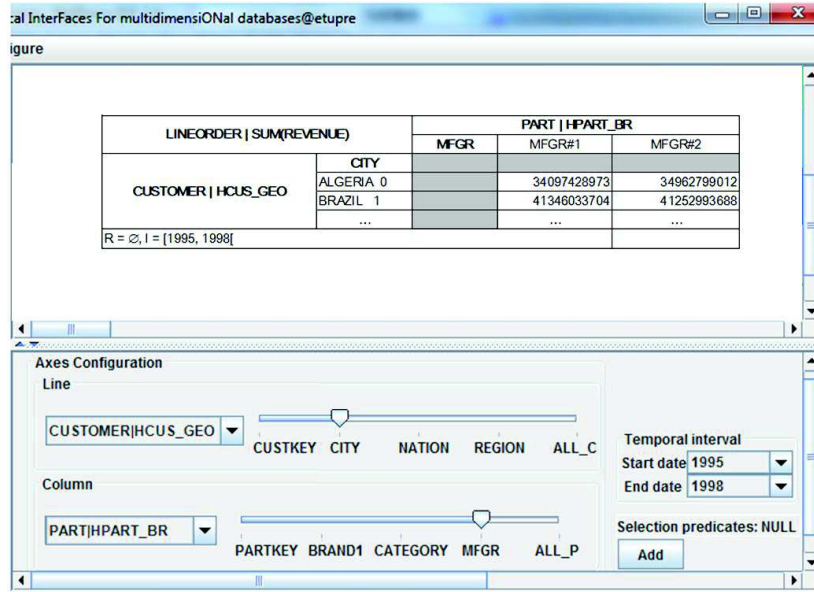 cal InterFaces For multidimensiONal databases@etupre
igure
LINEORDER | SUM(REVENUE)
PART | HPART_BR
MFGR
MFGR#1
MFGR#2
CUSTOMER | HCUS_GEO
CITY
ALGERIA 0
34097428973
34962799012
BRAZIL 1
41346033704
41252993688
...
...
...
R = ∅, I = [1995, 1998[
Axes Configuration
Line
CUSTOMER|HCUS_GEO
CUSTKEY CITY NATION REGION ALL_C
Column
PART|HPART_BR
PARTKEY BRAND1 CATEGORY MFGR ALL_P
Temporal interval
Start date 1995
End date 1998
Selection predicates: NULL
Add